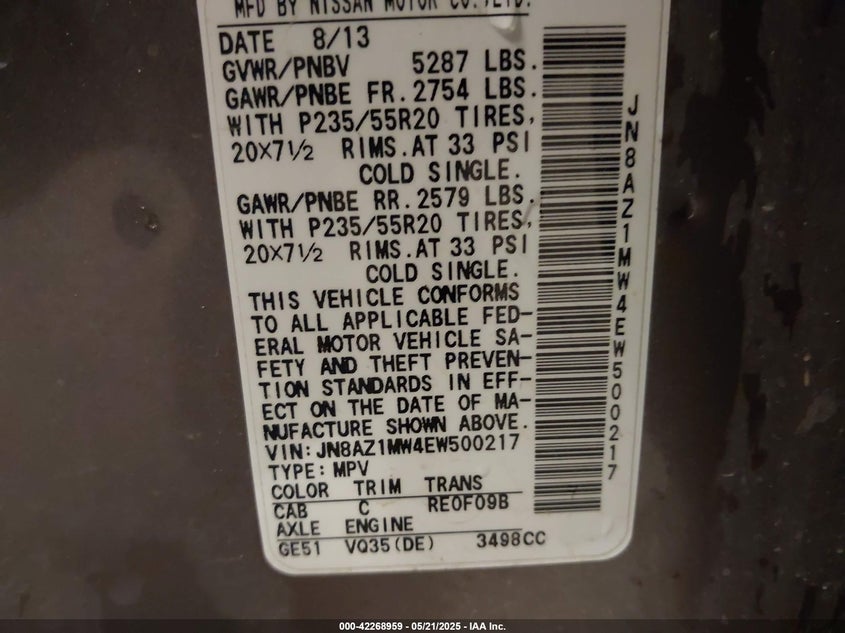 MFD BY NISSAN MOTOR CO.,LTD.
DATE 8/13
GVWR/PNBV 5287 LBS.
GAWR/PNBE FR. 2754 LBS.
WITH P235/55R20 TIRES,
20X7½ RIMS. AT 33 PSI
COLD SINGLE.
GAWR/PNBE RR. 2579 LBS.
WITH P235/55R20 TIRES,
20X7½ RIMS. AT 33 PSI
COLD SINGLE.
THIS VEHICLE CONFORMS
TO ALL APPLICABLE FED-
ERAL MOTOR VEHICLE SA-
FETY AND THEFT PREVEN-
TION STANDARDS IN EFF-
ECT ON THE DATE OF MA-
NUFACTURE SHOWN ABOVE.
VIN: JN8AZ1MW4EW500217
TYPE: MPV
COLOR TRIM TRANS
CAB C RE0F09B
AXLE ENGINE
GE51 VQ35(DE) 3498CC
JN8AZ1MW4EW500217
000-42268959 — 05/21/2025 — IAA Inc.